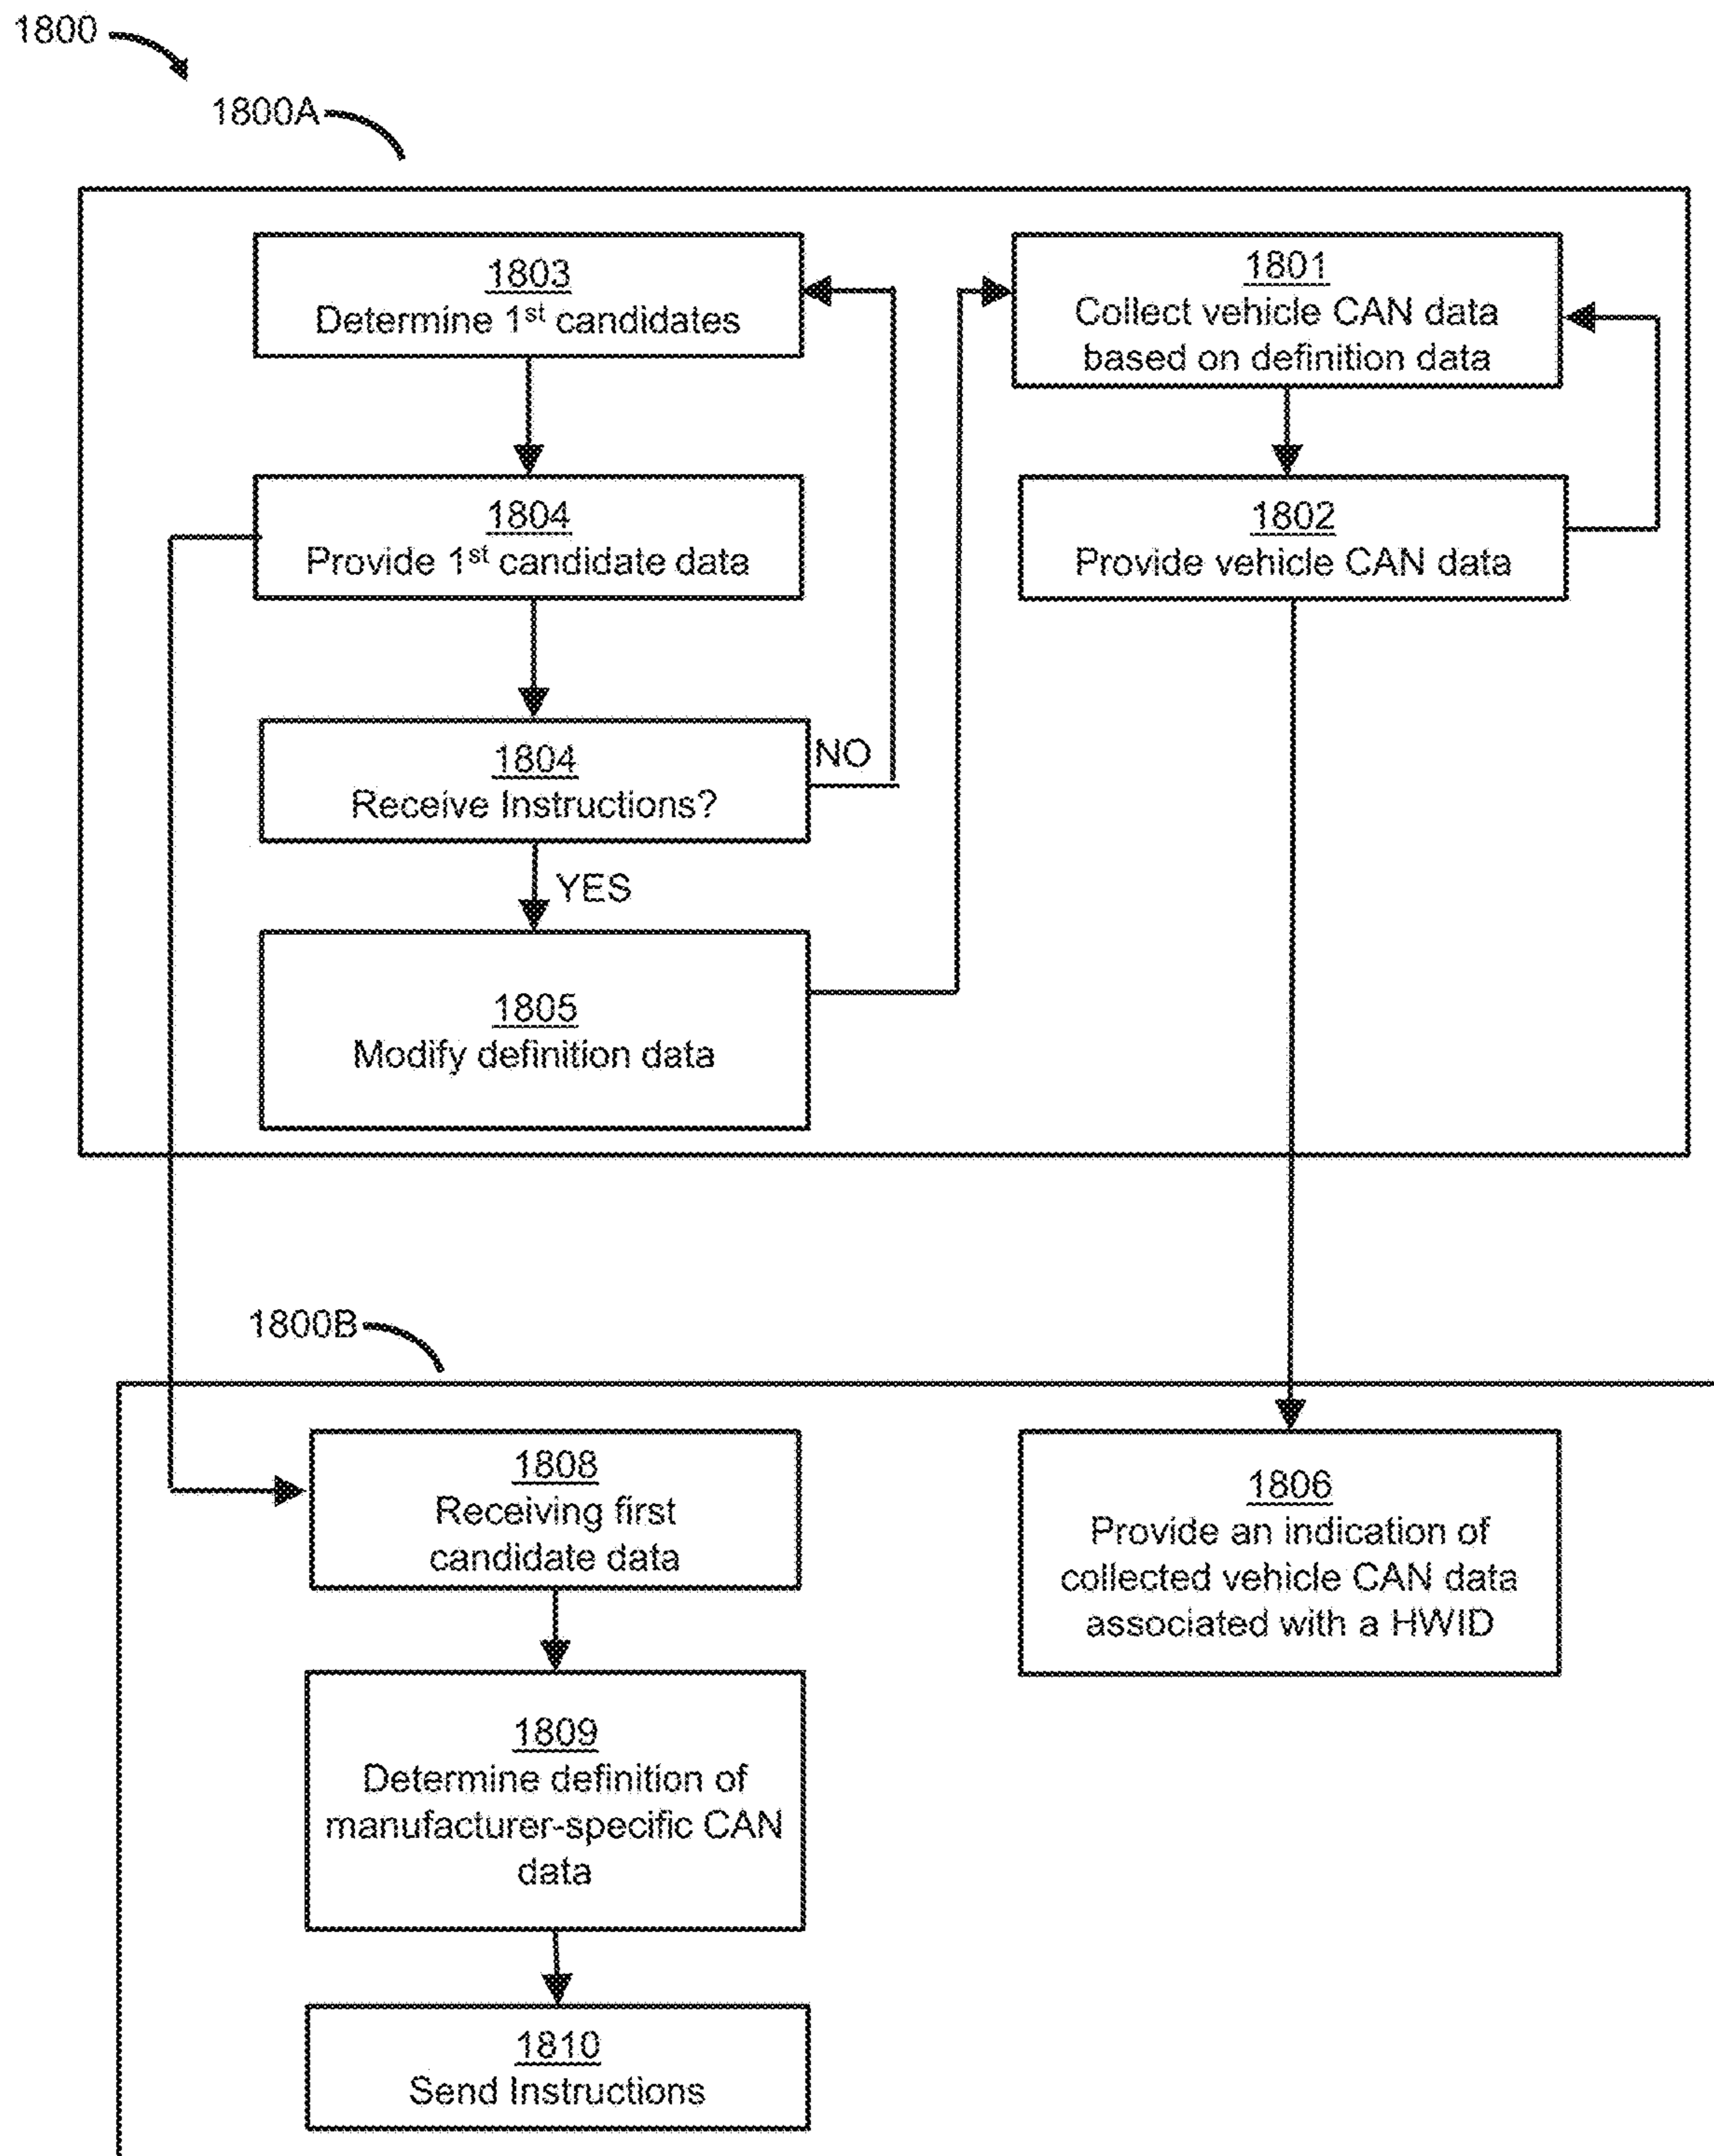 1800
1800A
1803
Determine 1st candidates
1804
Provide 1st candidate data
1804
Receive Instructions?
NO
YES
1805
Modify definition data
1801
Collect vehicle CAN data
based on definition data
1802
Provide vehicle CAN data
1800B
1808
Receiving first
candidate data
1809
Determine definition of
manufacturer-specific CAN
data
1810
Send Instructions
1806
Provide an indication of
collected vehicle CAN data
associated with a HWID